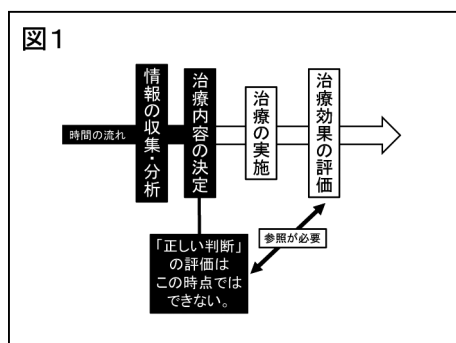 図1
時間の流れ
情報の収集・分析
治療内容の決定
治療の実施
治療効果の評価
「正しい判断」
の評価は
この時点では
できない。
参照が必要